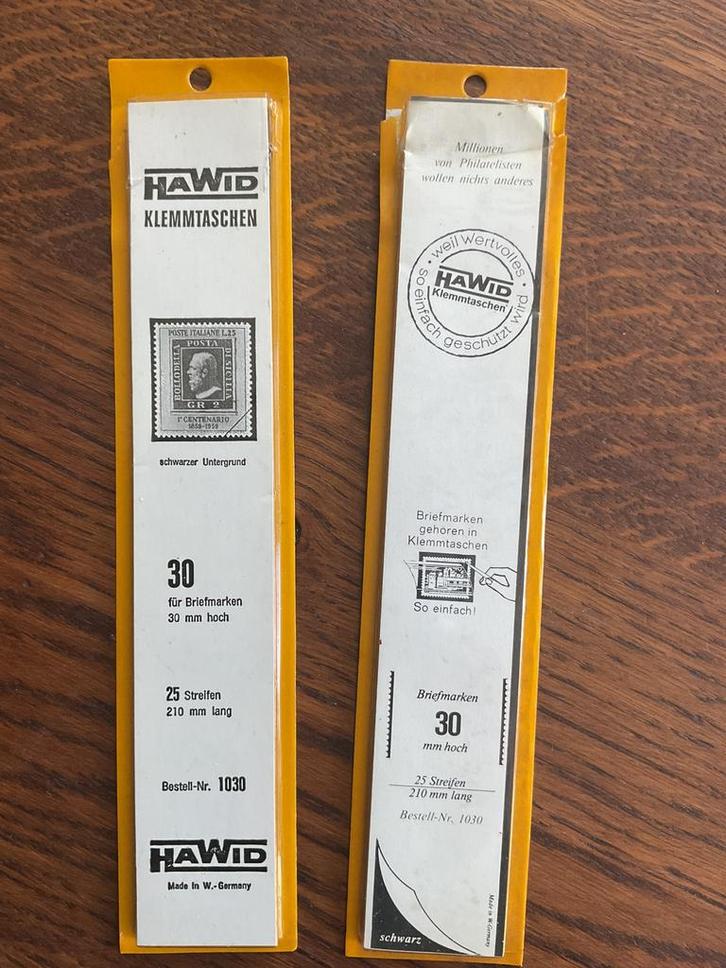 HAWID
KLEMMTASCHEN
POSTE ITALIANE L.25
BOLLO DELLA POSTA DI SICILIA
GR 2
1° CENTENARIO
1859-1959
schwarzer Untergrund
30
für Briefmarken
30 mm hoch
25 Streifen
210 mm lang
Bestell-Nr. 1030
HAWID
Made in W.-Germany
Millionen
von Philatelisten
wollen nichts anderes
weil Wertvolles
HAWID
Klemmtaschen
so einfach geschützt wird
Briefmarken
gehören in
Klemmtaschen
So einfach!
Briefmarken
30
mm hoch
25 Streifen
210 mm lang
Bestell-Nr. 1030
schwarz
Made in W.Germany